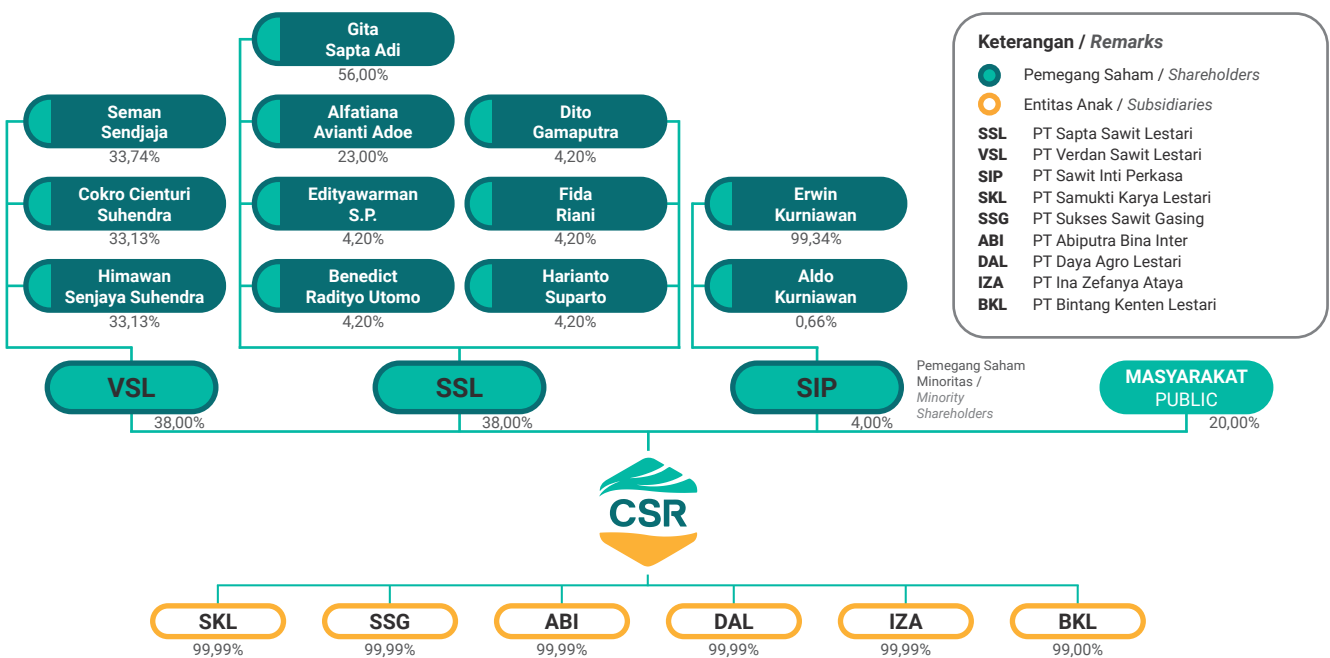 Gita
Sapta Adi
56,00%
Seman
Sendjaja
33,74%
Cokro Cienturi
Suhendra
33,13%
Himawan
Senjaya Suhendra
33,13%
Alfatiana
Avianti Adoe
23,00%
Edityawarman
S.P.
4,20%
Benedict
Radityo Utomo
4,20%
Dito
Gamaputra
4,20%
Fida
Riani
4,20%
Harianto
Suparto
4,20%
Erwin
Kurniawan
99,34%
Aldo
Kurniawan
0,66%
Keterangan / Remarks
Pemegang Saham / Shareholders
Entitas Anak / Subsidiaries
SSL PT Sapta Sawit Lestari
VSL PT Verdan Sawit Lestari
SIP PT Sawit Inti Perkasa
SKL PT Samukti Karya Lestari
SSG PT Sukses Sawit Gasing
ABI PT Abiputra Bina Inter
DAL PT Daya Agro Lestari
IZA PT Ina Zefanya Ataya
BKL PT Bintang Kenten Lestari
VSL
38,00%
SSL
38,00%
SIP
4,00%
Pemegang Saham
Minoritas /
Minority
Shareholders
MASYARAKAT
PUBLIC
20,00%
CSR
SKL
99,99%
SSG
99,99%
ABI
99,99%
DAL
99,99%
IZA
99,99%
BKL
99,00%